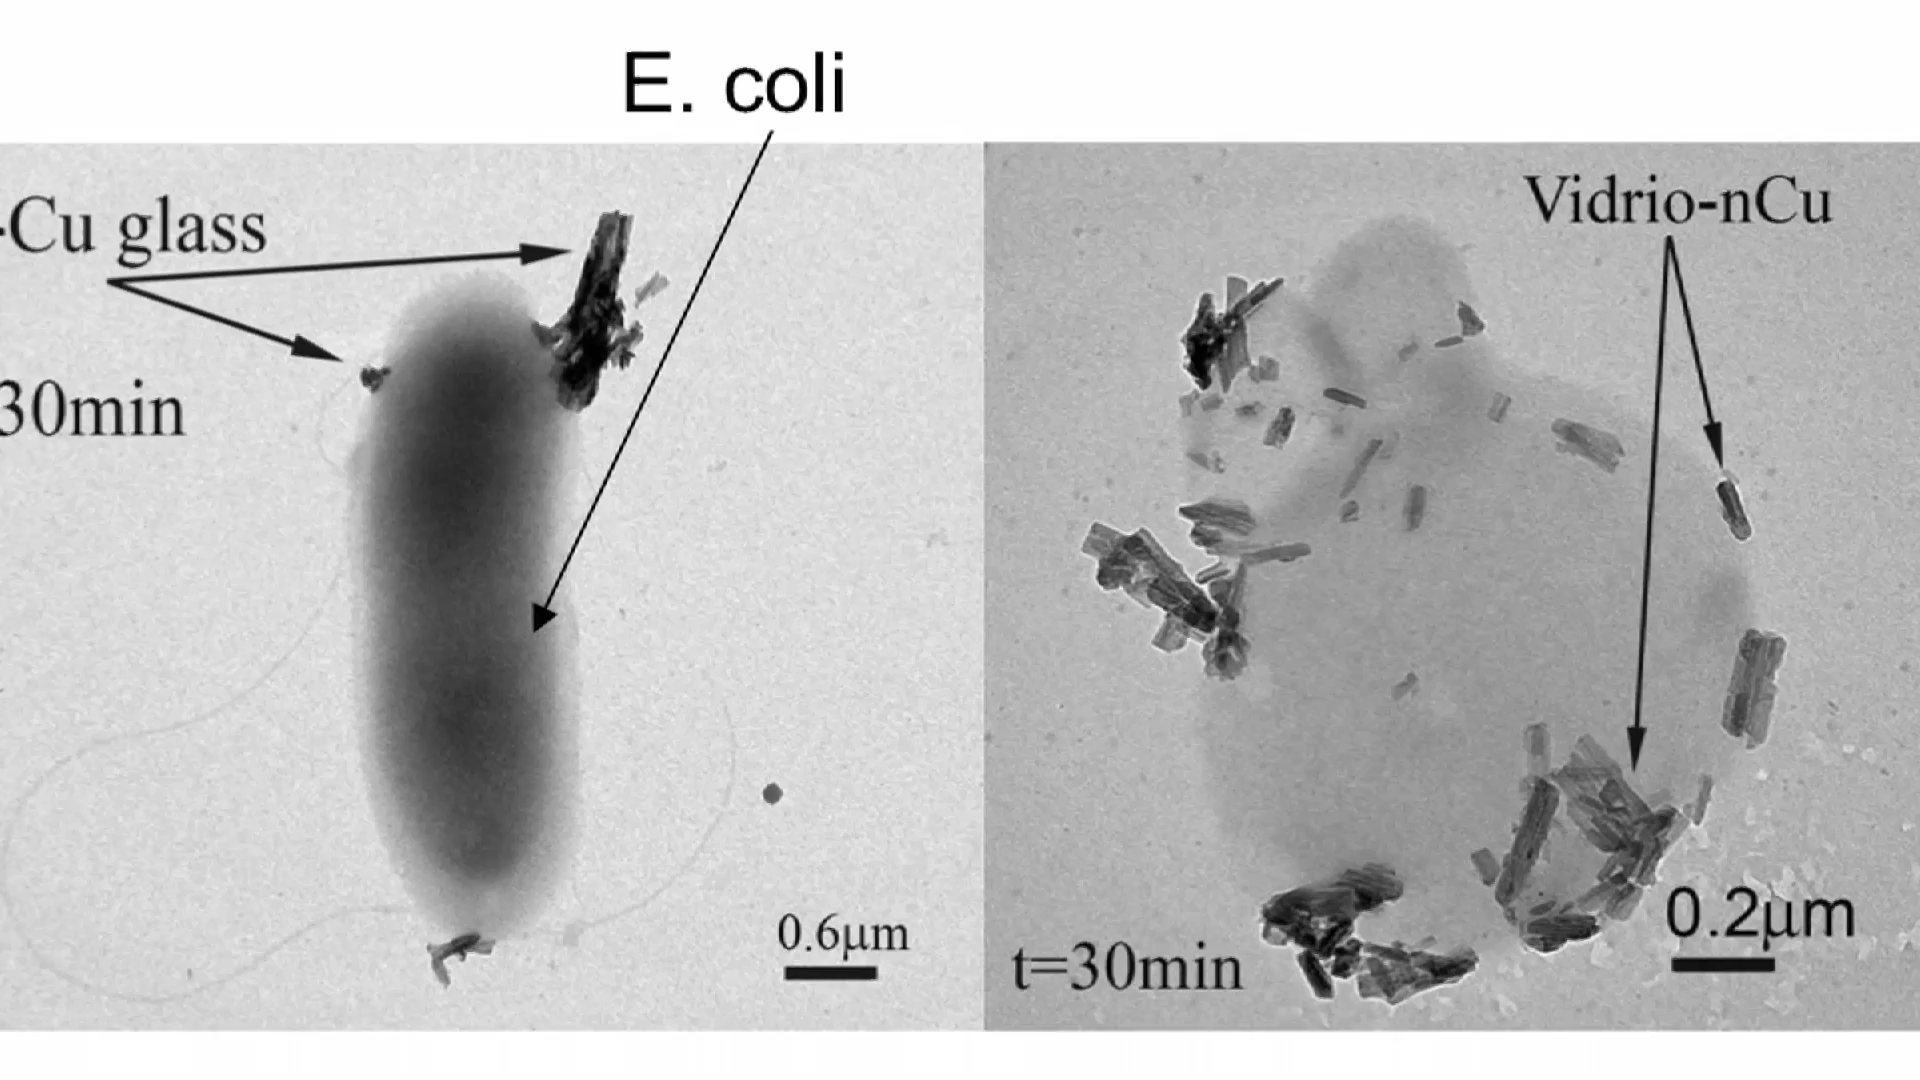 E. coli
-Cu glass
30min
0.6µm
Vidrio-nCu
t=30min
0.2µm